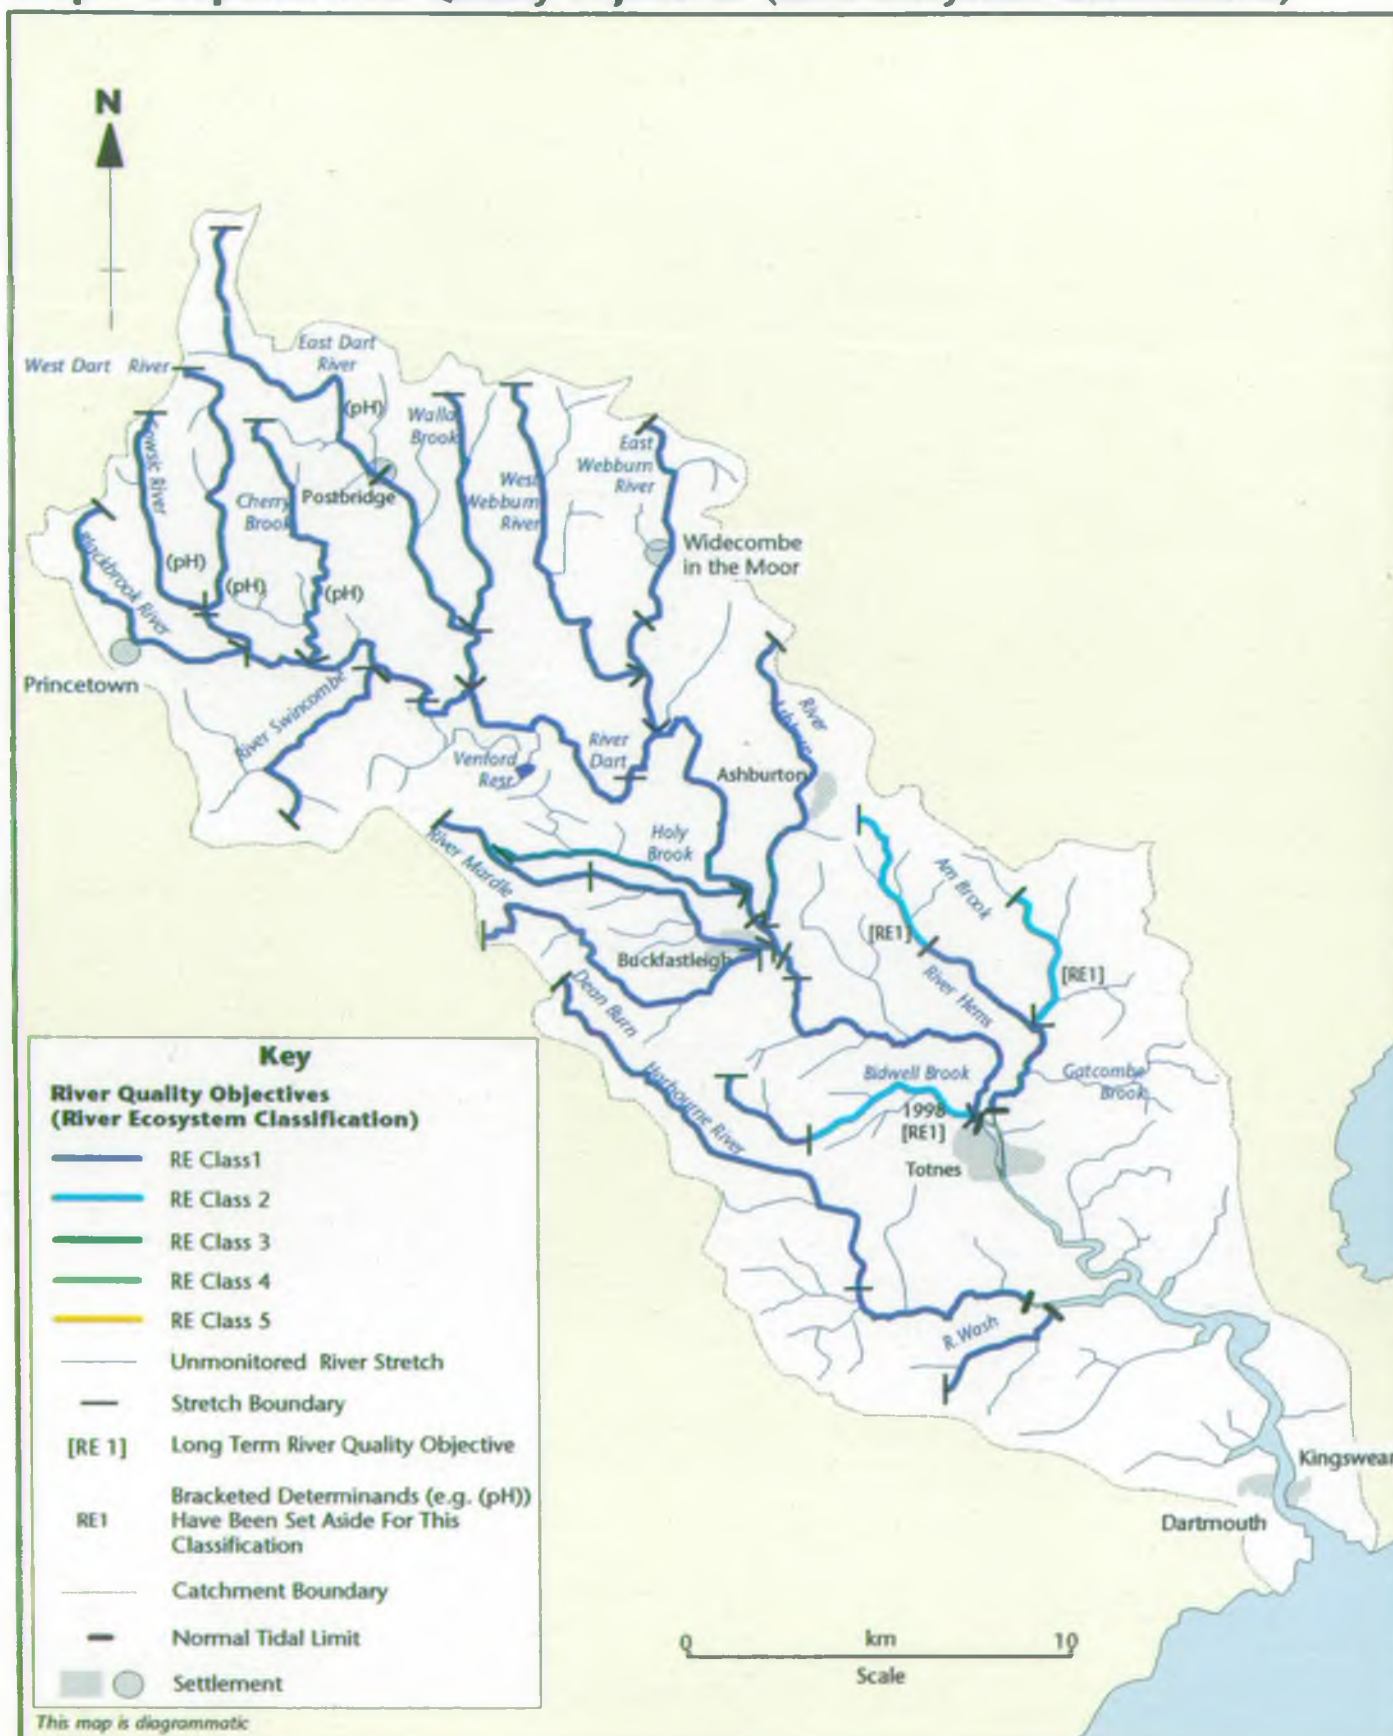 N
East Dart
River
West Dart River
(pH)
Walla
Brook
Cowsic River
East
Webburn
River
West
Webburn
River
Cherry
Brook
Postbridge
Widecombe
in the Moor
Blackbrook River
(pH)
(pH)
(pH)
Princetown
River Swincombe
River
Ashburn
River
Dart
Venford
Resr.
Ashburton
Holy
Brook
River Mardle
Am Brook
[RE1]
Buckfastleigh
River Hems
[RE1]
Dean Burn
Harbourne River
Bidwell Brook
Gatcombe
Brook
1998
[RE1]
Totnes
R. Wash
Kingswear
Dartmouth
Key
River Quality Objectives
(River Ecosystem Classification)
RE Class1
RE Class 2
RE Class 3
RE Class 4
RE Class 5
Unmonitored River Stretch
Stretch Boundary
[RE 1] Long Term River Quality Objective
RE1 Bracketed Determinands (e.g. (pH))
Have Been Set Aside For This
Classification
Catchment Boundary
Normal Tidal Limit
Settlement
0 km 10
Scale
This map is diagrammatic